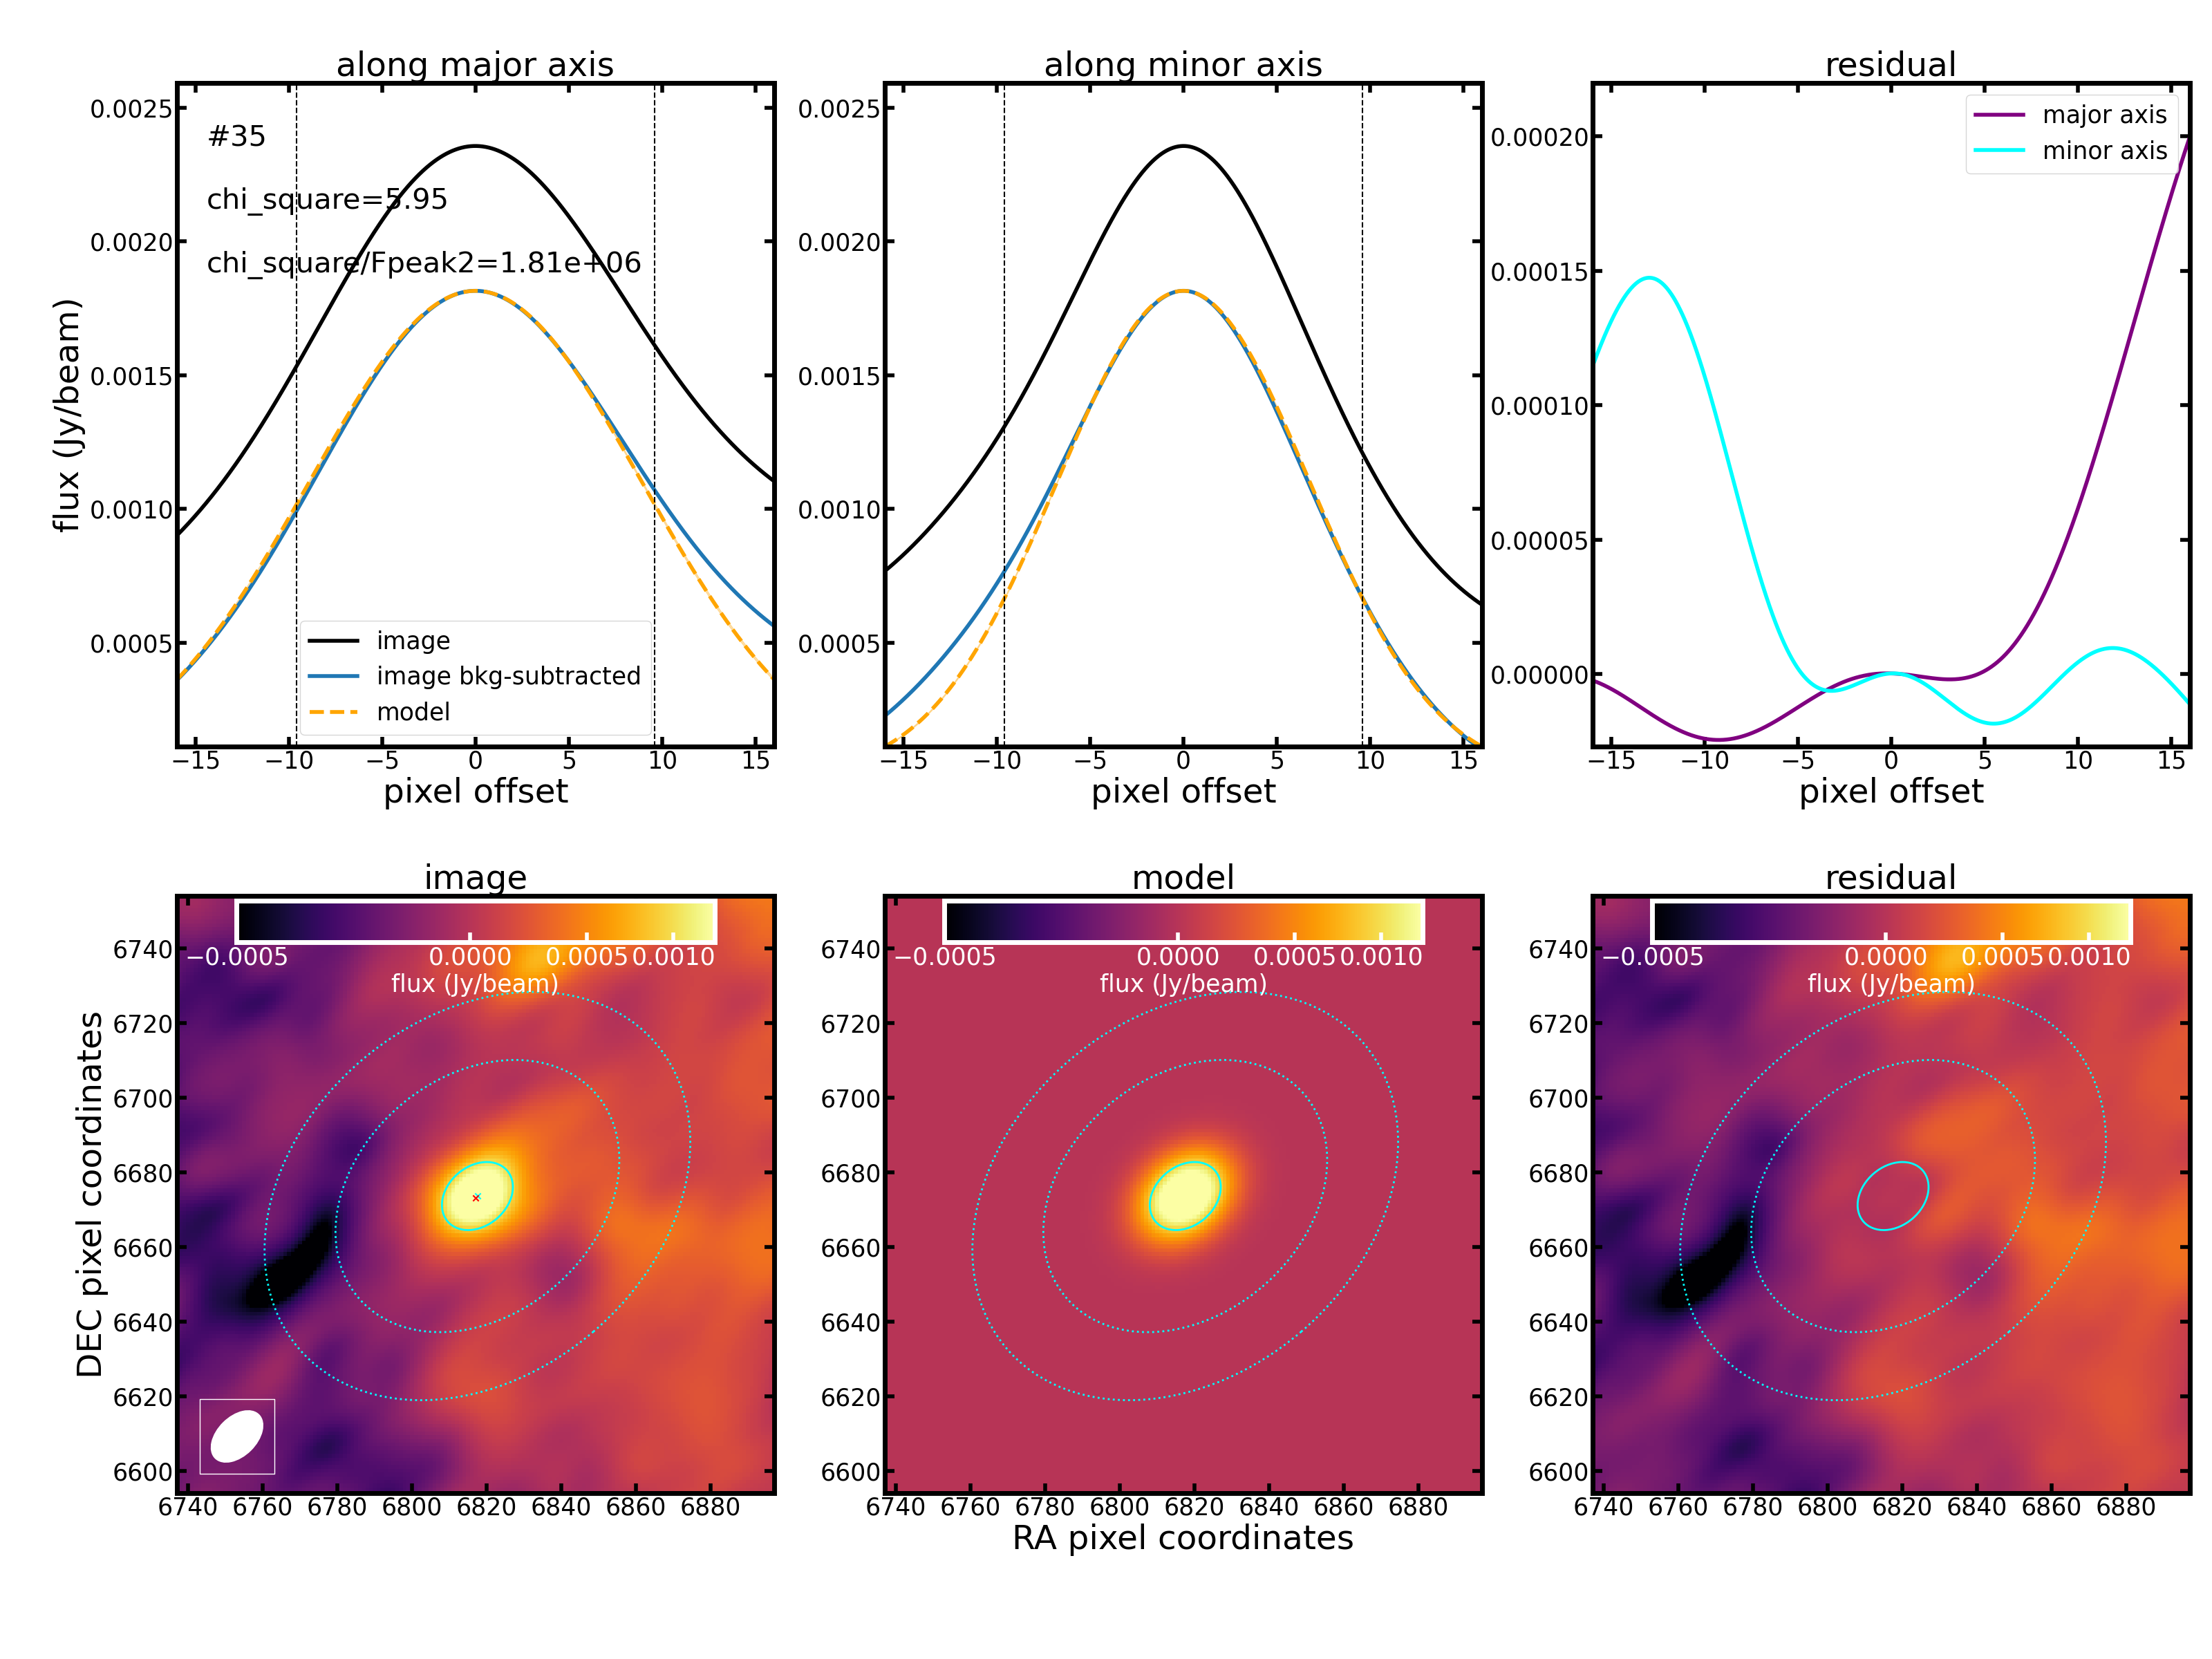 along major axis
along minor axis
residual
#35
chi_square=5.95
chi_square/Fpeak2=1.81e+06
flux (Jy/beam)
0.0025
0.0020
0.0015
0.0010
0.0005
image
image bkg-subtracted
model
−15 −10 −5 0 5 10 15
pixel offset
0.0025
0.0020
0.0015
0.0010
0.0005
−15 −10 −5 0 5 10 15
pixel offset
major axis
minor axis
0.00020
0.00015
0.00010
0.00005
0.00000
−15 −10 −5 0 5 10 15
pixel offset
image
model
residual
−0.0005 0.0000 0.0005 0.0010
flux (Jy/beam)
DEC pixel coordinates
6740
6720
6700
6680
6660
6640
6620
6600
6740 6760 6780 6800 6820 6840 6860 6880
−0.0005 0.0000 0.0005 0.0010
flux (Jy/beam)
6740
6720
6700
6680
6660
6640
6620
6600
6740 6760 6780 6800 6820 6840 6860 6880
RA pixel coordinates
−0.0005 0.0000 0.0005 0.0010
flux (Jy/beam)
6740
6720
6700
6680
6660
6640
6620
6600
6740 6760 6780 6800 6820 6840 6860 6880